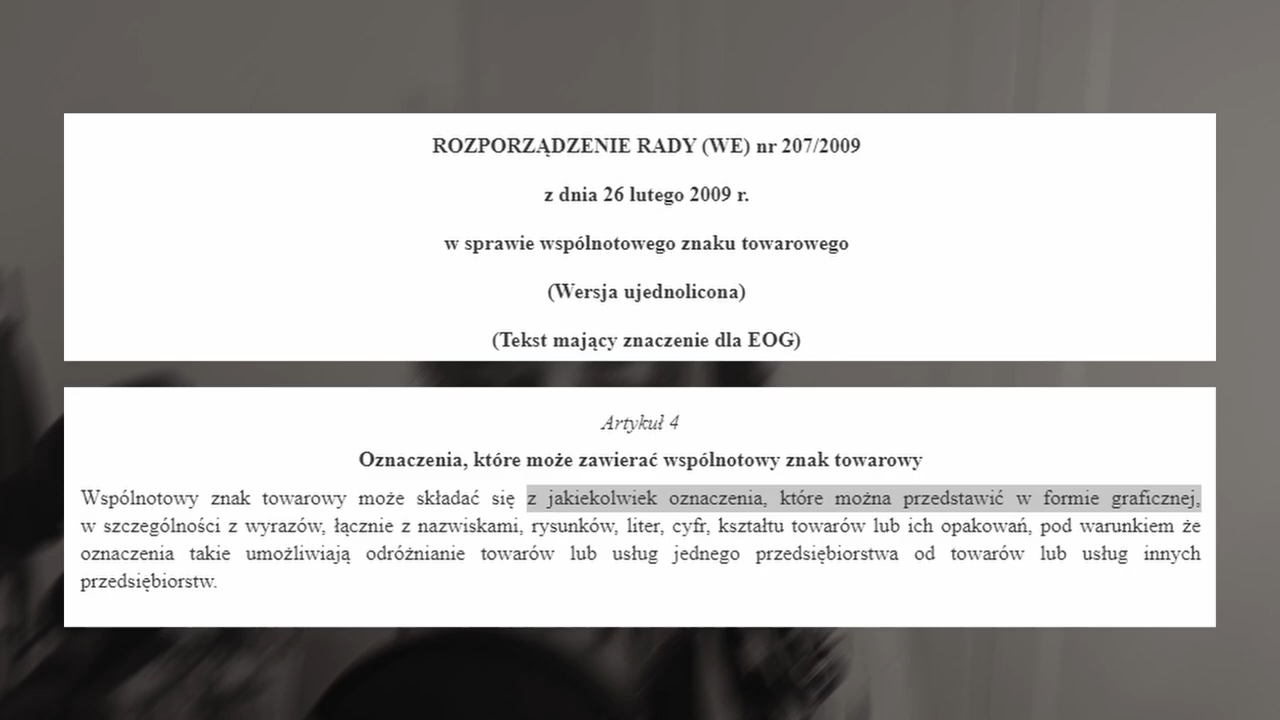 ROZPORZĄDZENIE RADY (WE) nr 207/2009
z dnia 26 lutego 2009 r.
w sprawie wspólnotowego znaku towarowego
(Wersja ujednolicona)
(Tekst mający znaczenie dla EOG)
Artykuł 4
Oznaczenia, które może zawierać wspólnotowy znak towarowy
Wspólnotowy znak towarowy może składać się z jakiekolwiek oznaczenia, które można przedstawić w formie graficznej,
w szczególności z wyrazów, łącznie z nazwiskami, rysunków, liter, cyfr, kształtu towarów lub ich opakowań, pod warunkiem że
oznaczenia takie umożliwiają odróżnianie towarów lub usług jednego przedsiębiorstwa od towarów lub usług innych
przedsiębiorstw.